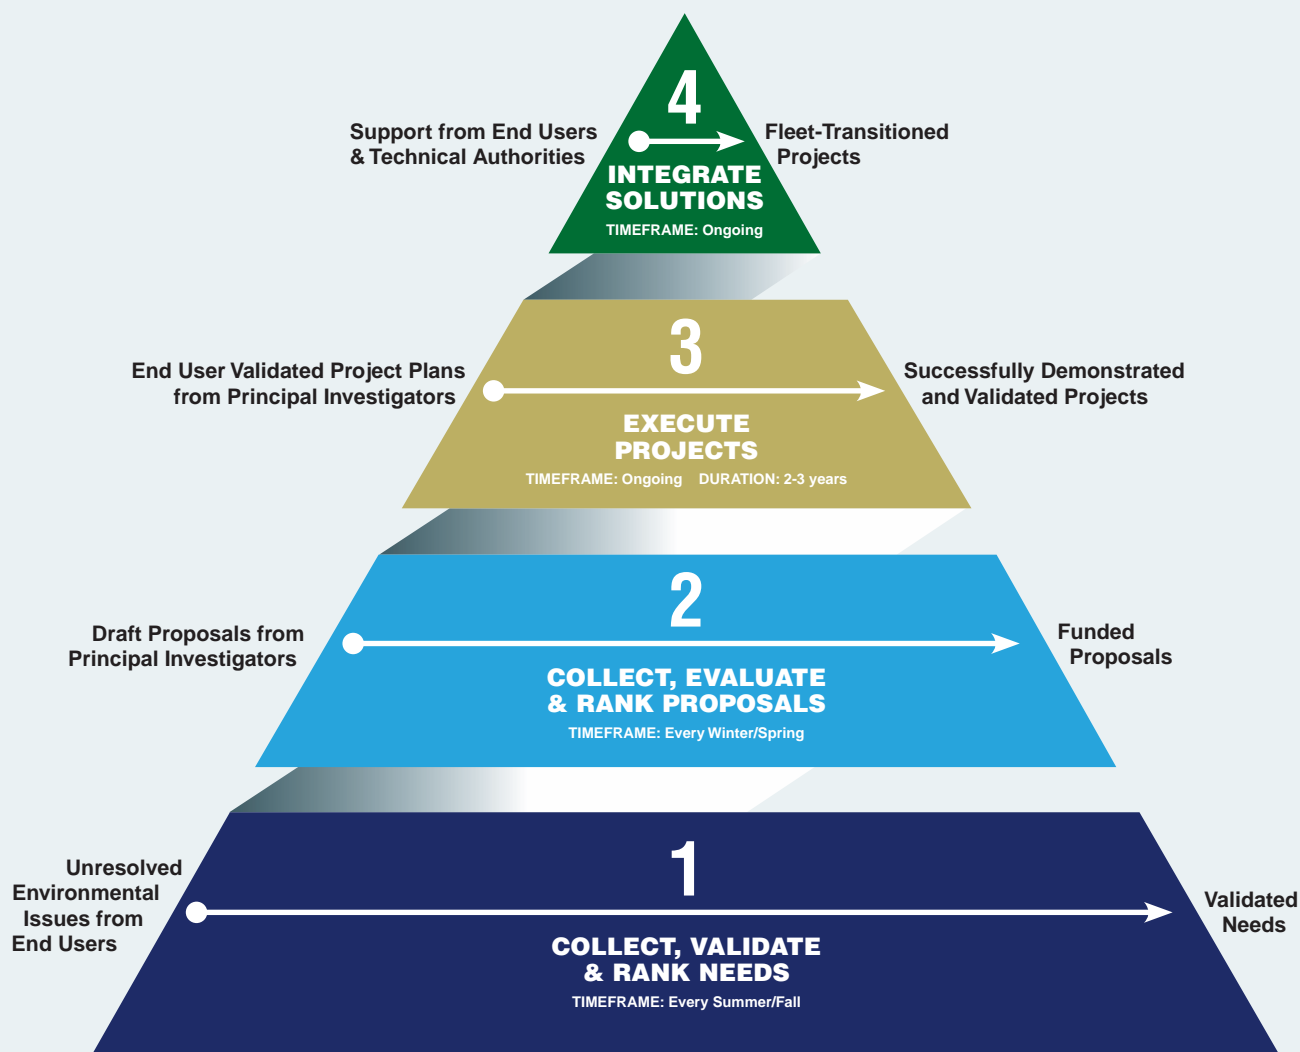 4
Support from End Users
& Technical Authorities
Fleet-Transitioned
Projects
INTEGRATE
SOLUTIONS
TIMEFRAME: Ongoing
3
End User Validated Project Plans
from Principal Investigators
Successfully Demonstrated
and Validated Projects
EXECUTE
PROJECTS
TIMEFRAME: Ongoing DURATION: 2-3 years
2
Draft Proposals from
Principal Investigators
Funded
Proposals
COLLECT, EVALUATE
& RANK PROPOSALS
TIMEFRAME: Every Winter/Spring
1
Unresolved
Environmental
Issues from
End Users
Validated
Needs
COLLECT, VALIDATE
& RANK NEEDS
TIMEFRAME: Every Summer/Fall